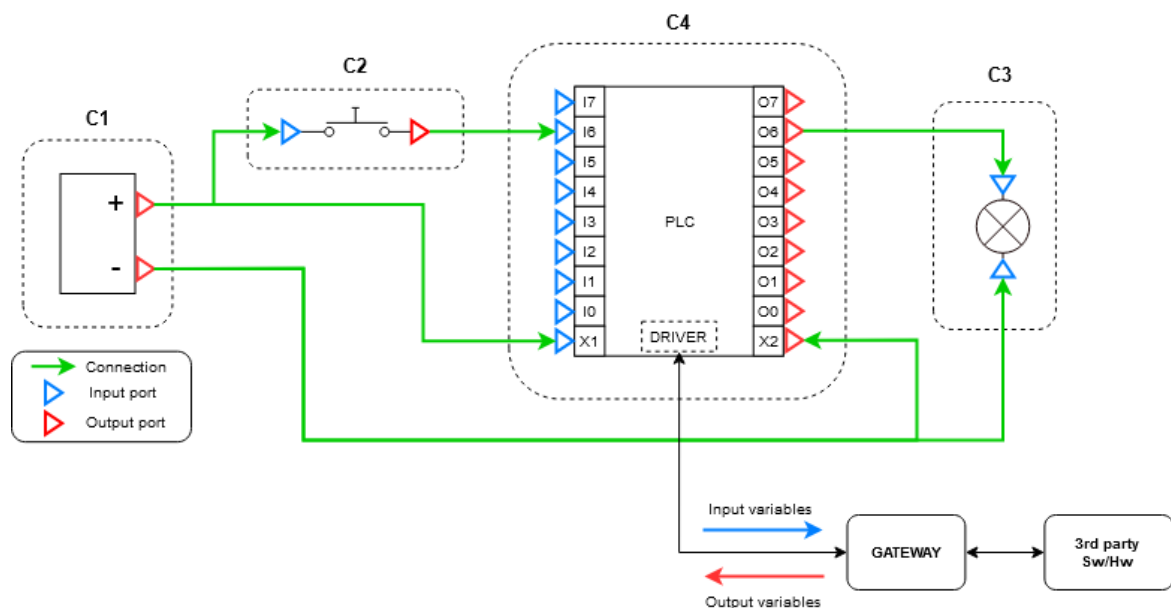 C4
C2
C3
C1
+
-
I7
I6
I5
I4
I3
I2
I1
I0
X1
PLC
DRIVER
O7
O6
O5
O4
O3
O2
O1
O0
X2
Connection
Input port
Output port
Input variables
Output variables
GATEWAY
3rd party
Sw/Hw